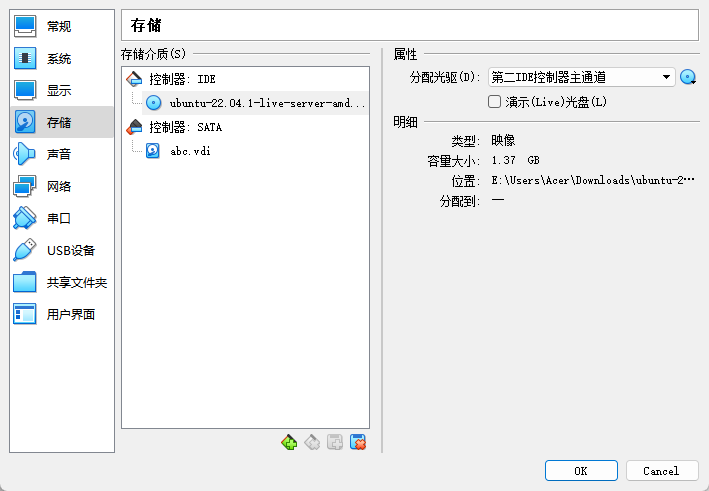 常规
系统
显示
存储
声音
网络
串口
USB设备
共享文件夹
用户界面
存储
存储介质(S)
控制器: IDE
ubuntu-22.04.1-live-server-amd...
控制器: SATA
abc.vdi
属性
分配光驱(D): 第二IDE控制器主通道
演示(Live)光盘(L)
明细
类型: 映像
容量大小: 1.37 GB
位置: E:\Users\Acer\Downloads\ubuntu-2…
分配到: —
OK Cancel